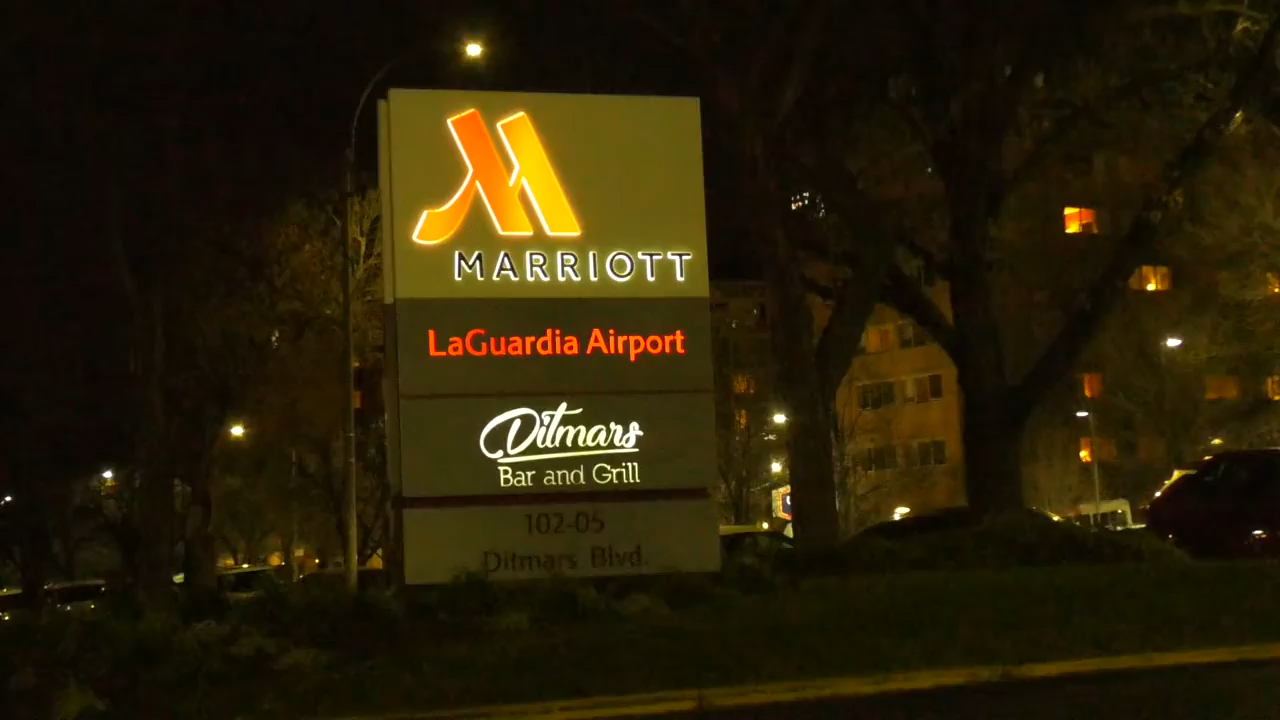 MARRIOTT
LaGuardia Airport
Ditmars
Bar and Grill
102-05
Ditmars Blvd.